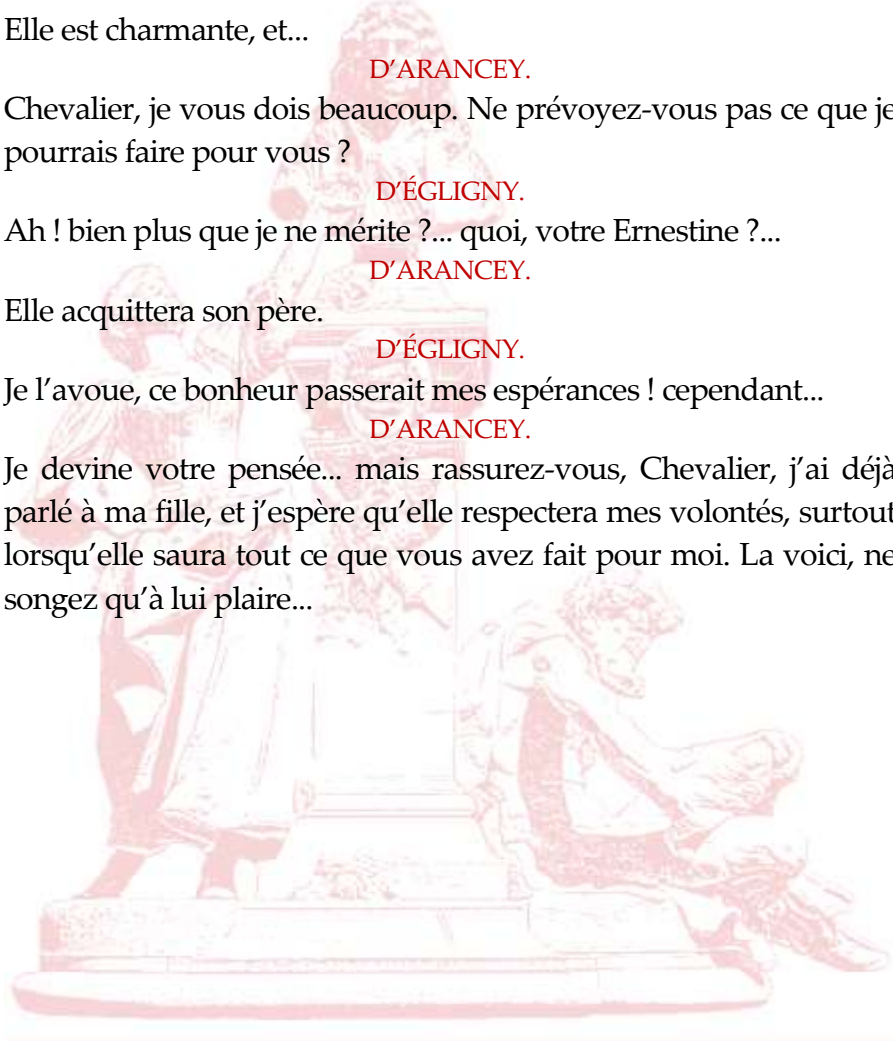 Elle est charmante, et...
D’ARANCEY.
Chevalier, je vous dois beaucoup. Ne prévoyez-vous pas ce que je
pourrais faire pour vous ?
D’ÉGLIGNY.
Ah ! bien plus que je ne mérite ?... quoi, votre Ernestine ?...
D’ARANCEY.
Elle acquittera son père.
D’ÉGLIGNY.
Je l’avoue, ce bonheur passerait mes espérances ! cependant...
D’ARANCEY.
Je devine votre pensée... mais rassurez-vous, Chevalier, j’ai déjà
parlé à ma fille, et j’espère qu’elle respectera mes volontés, surtout
lorsqu’elle saura tout ce que vous avez fait pour moi. La voici, ne
songez qu’à lui plaire...